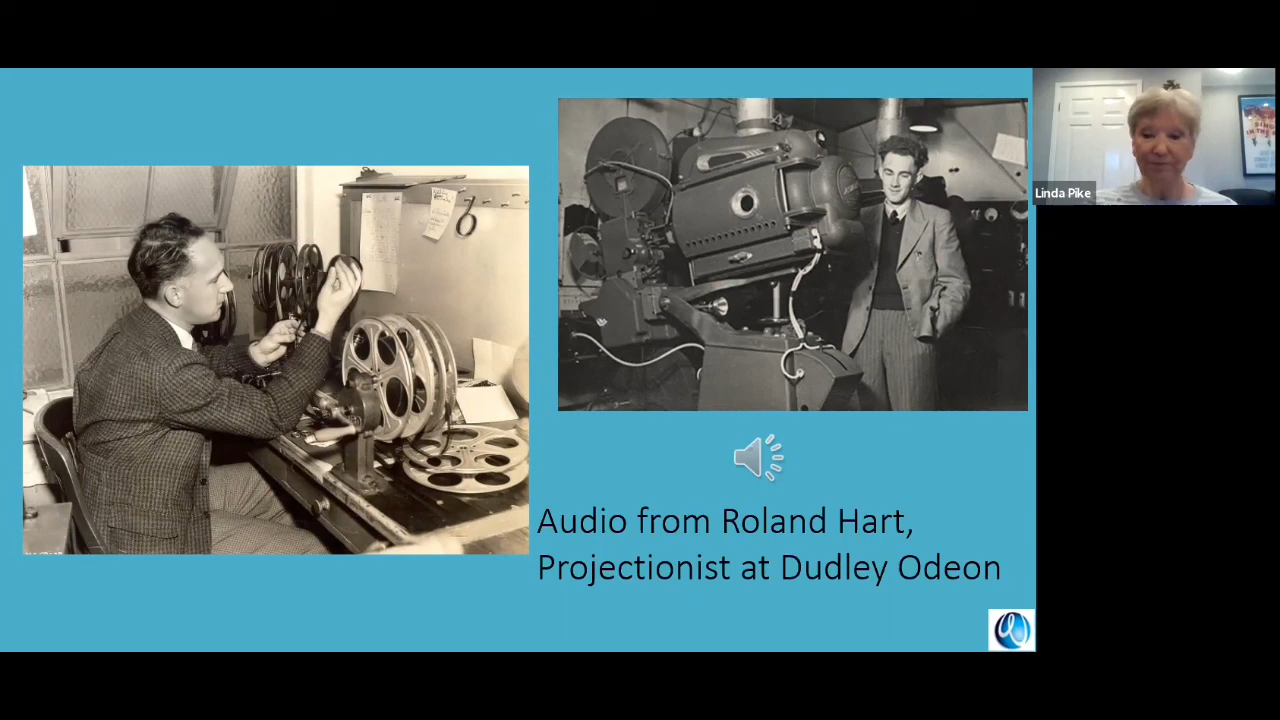 Linda Pike
Audio from Roland Hart,
Projectionist at Dudley Odeon